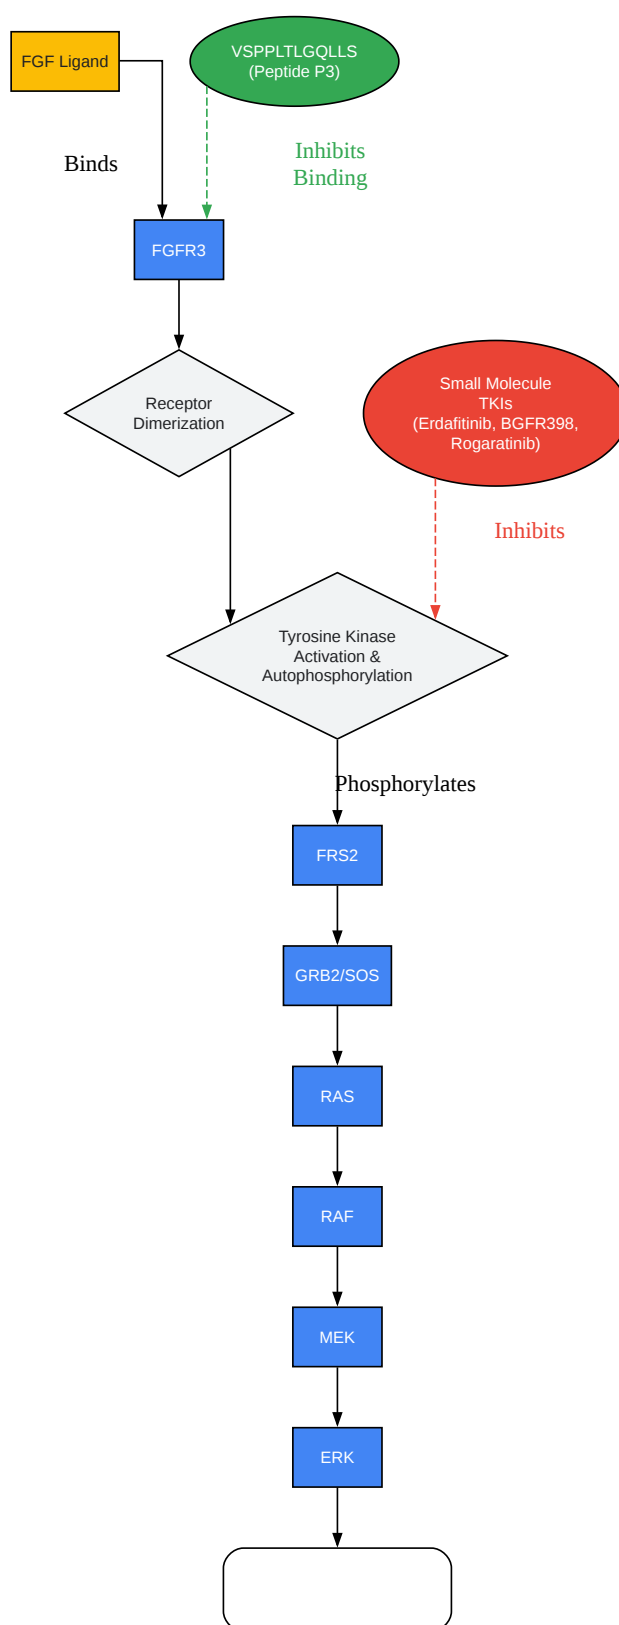 FGF Ligand
VSPPLTLGQLLS
(Peptide P3)
Binds
Inhibits
Binding
FGFR3
Receptor
Dimerization
Small Molecule
TKIs
(Erdafitinib, BGFR398,
Rogaratinib)
Inhibits
Tyrosine Kinase
Activation &
Autophosphorylation
Phosphorylates
FRS2
GRB2/SOS
RAS
RAF
MEK
ERK